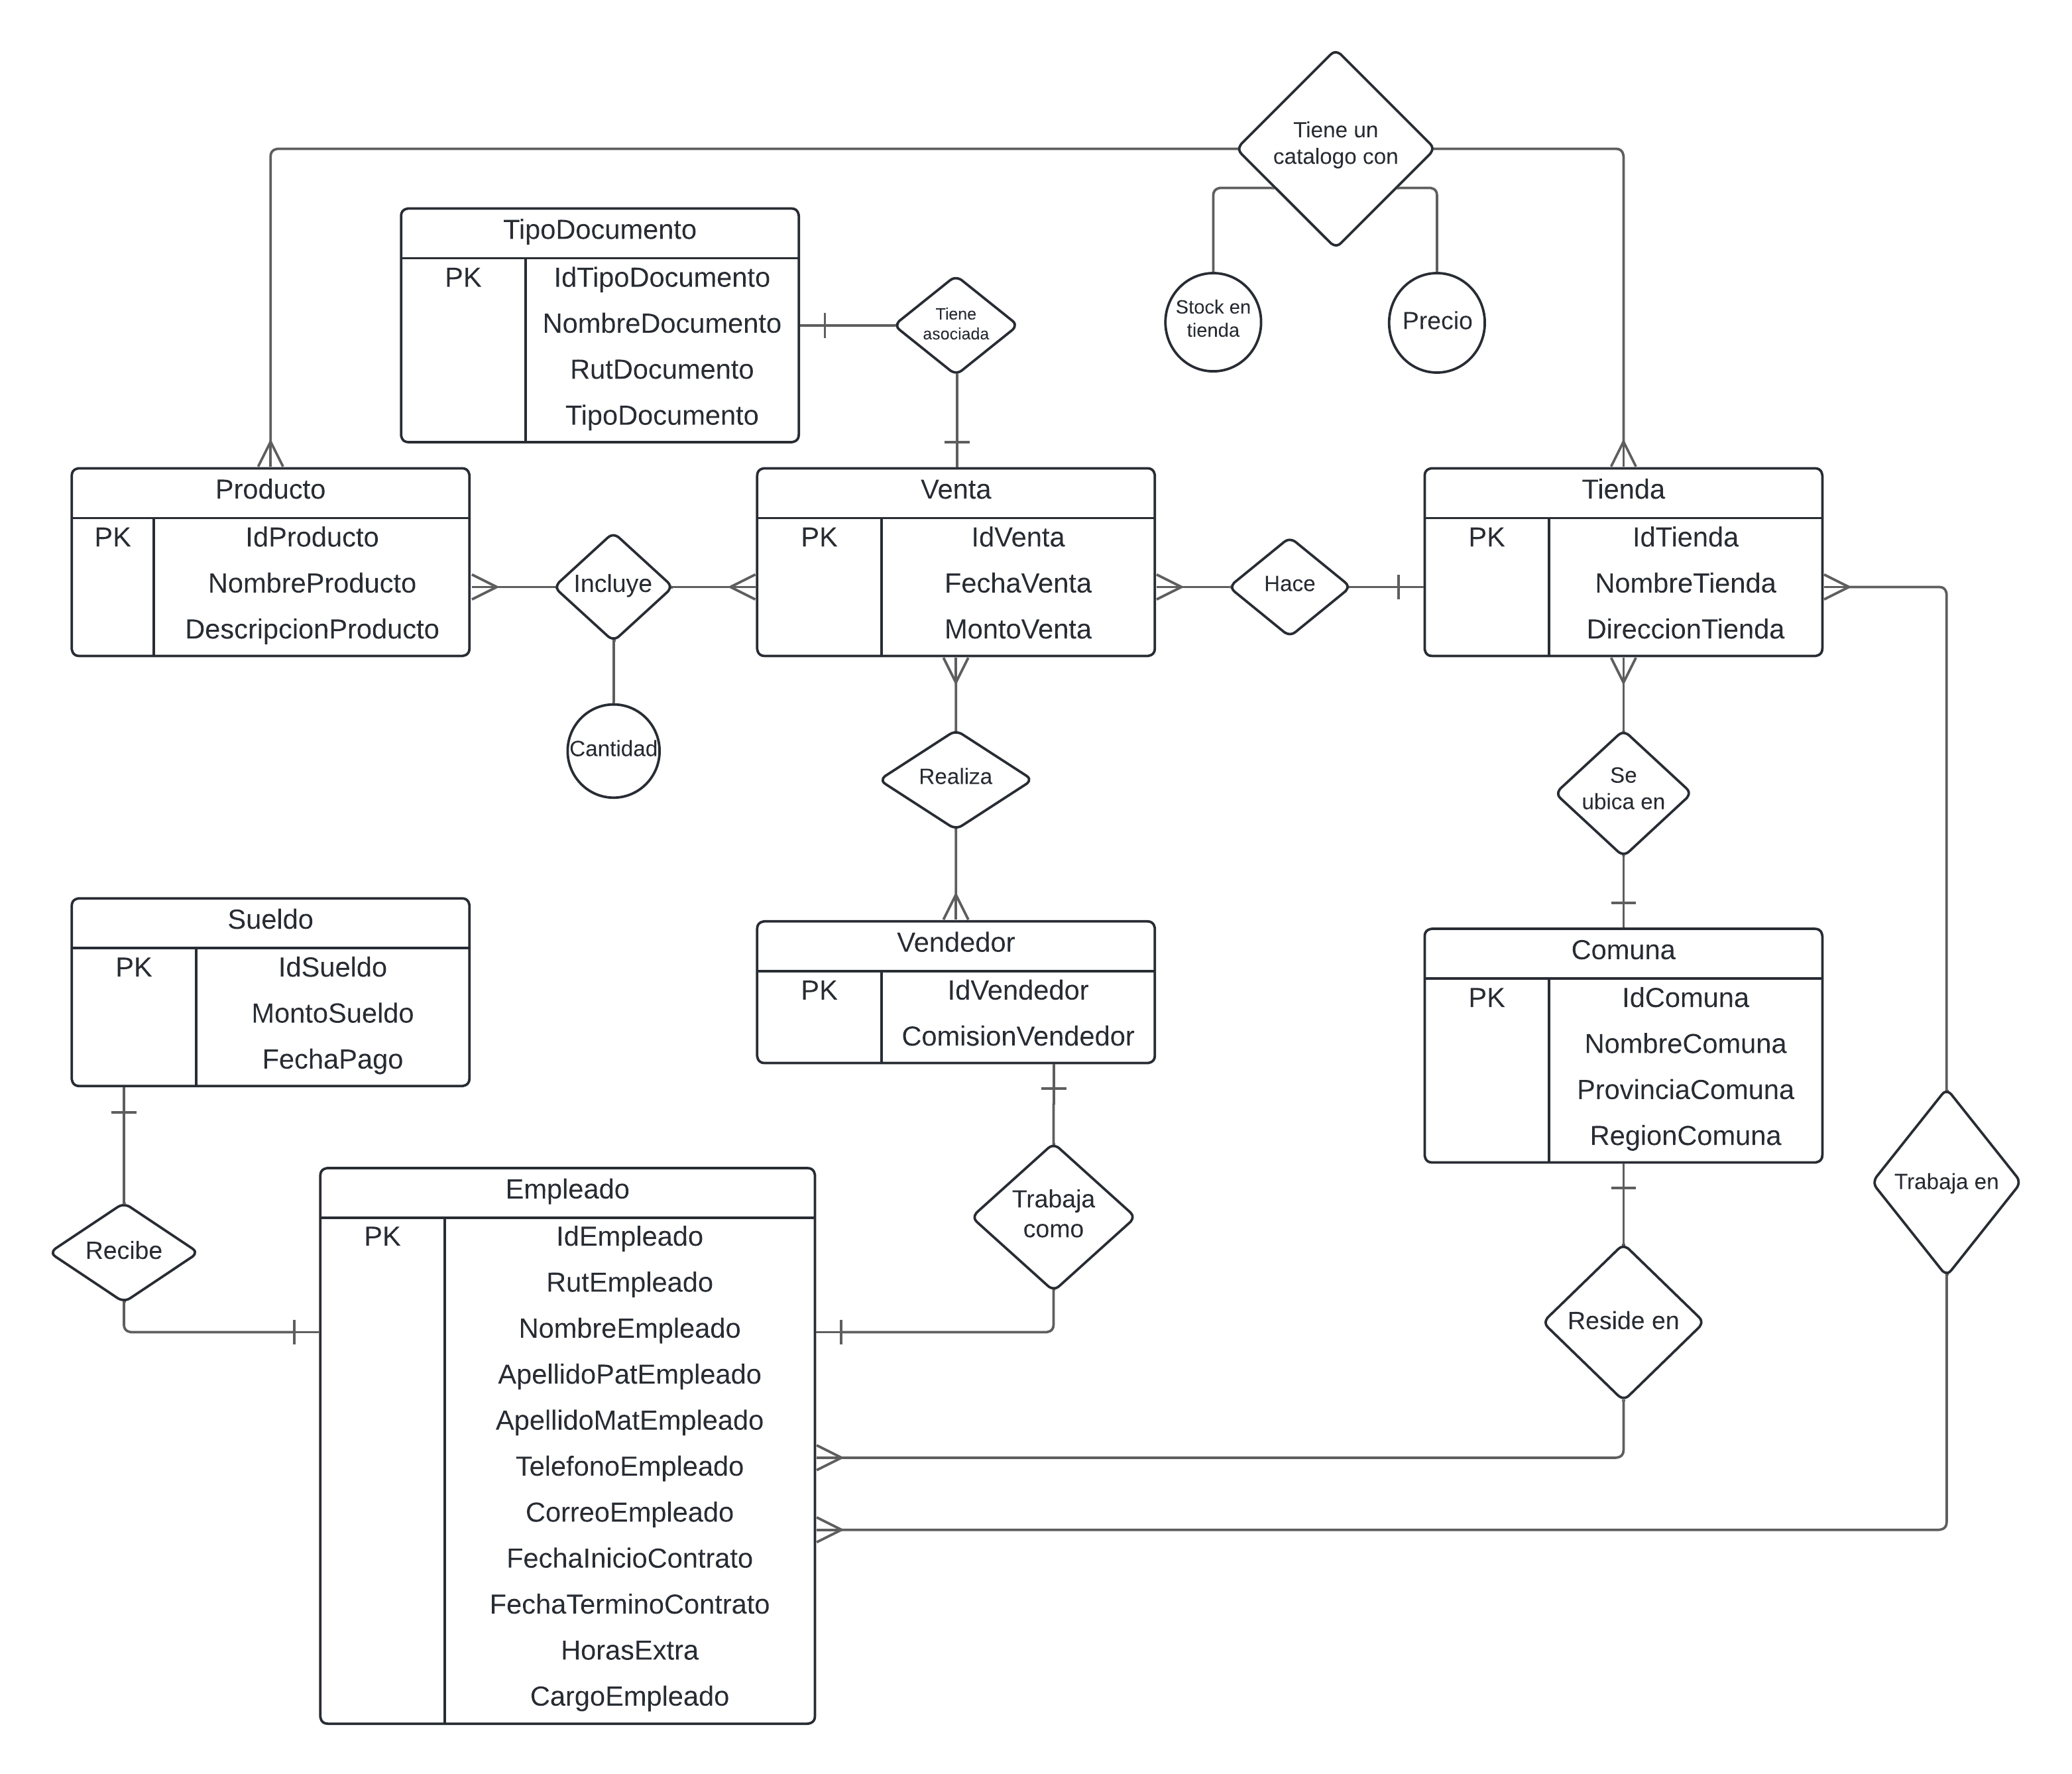 Tiene un
catalogo con
Stock en
tienda
Precio
TipoDocumento
PK IdTipoDocumento
NombreDocumento
RutDocumento
TipoDocumento
Tiene
asociada
Producto
PK IdProducto
NombreProducto
DescripcionProducto
Incluye
Cantidad
Venta
PK IdVenta
FechaVenta
MontoVenta
Hace
Tienda
PK IdTienda
NombreTienda
DireccionTienda
Realiza
Se
ubica en
Sueldo
PK IdSueldo
MontoSueldo
FechaPago
Vendedor
PK IdVendedor
ComisionVendedor
Comuna
PK IdComuna
NombreComuna
ProvinciaComuna
RegionComuna
Trabaja en
Recibe
Trabaja
como
Reside en
Empleado
PK IdEmpleado
RutEmpleado
NombreEmpleado
ApellidoPatEmpleado
ApellidoMatEmpleado
TelefonoEmpleado
CorreoEmpleado
FechaInicioContrato
FechaTerminoContrato
HorasExtra
CargoEmpleado